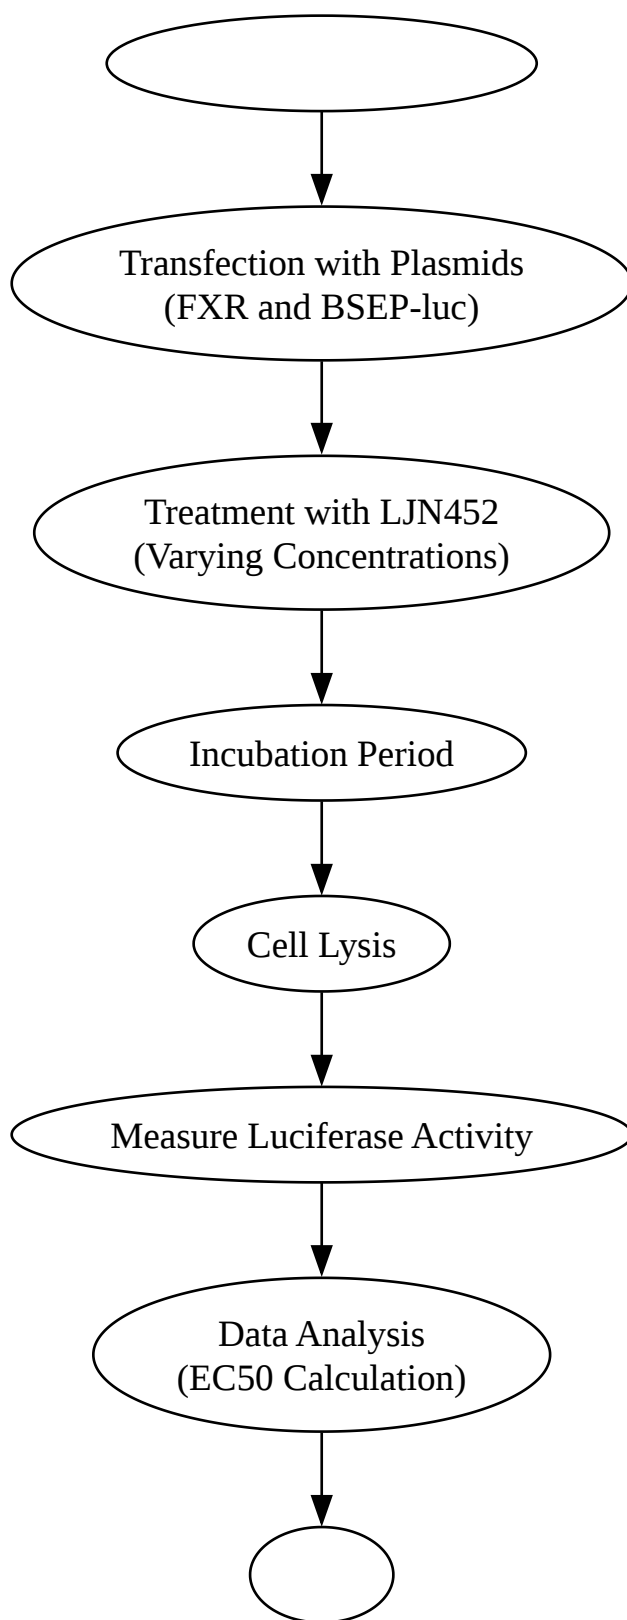 Transfection with Plasmids
(FXR and BSEP-luc)
Treatment with LJN452
(Varying Concentrations)
Incubation Period
Cell Lysis
Measure Luciferase Activity
Data Analysis
(EC50 Calculation)